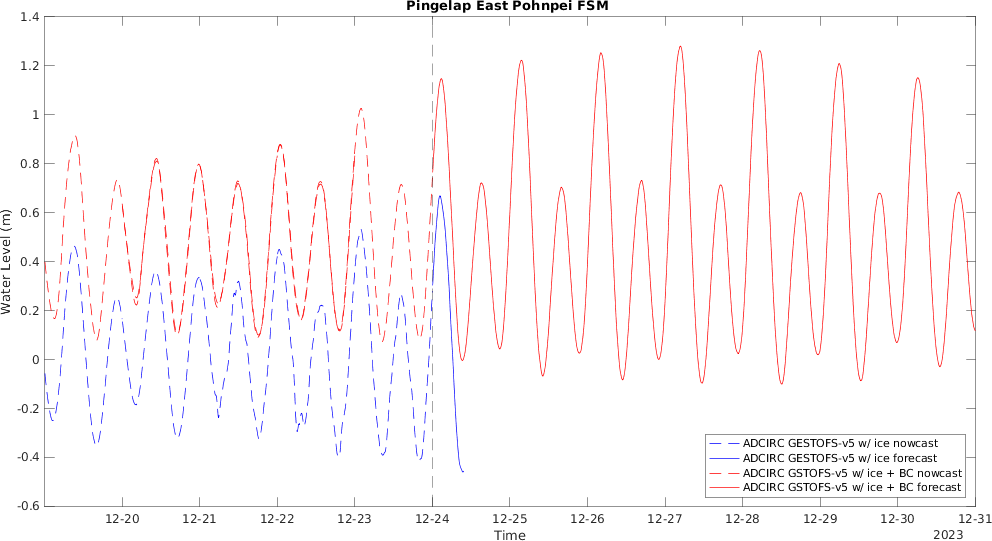 Pingelap East Pohnpei FSM
1.4
1.2
1
0.8
0.6
0.4
0.2
0
-0.2
-0.4
-0.6
Water Level (m)
12-20 12-21 12-22 12-23 12-24 12-25 12-26 12-27 12-28 12-29 12-30 12-31
Time
2023
ADCIRC GESTOFS-v5 w/ ice nowcast
ADCIRC GESTOFS-v5 w/ ice forecast
ADCIRC GSTOFS-v5 w/ ice + BC nowcast
ADCIRC GSTOFS-v5 w/ ice + BC forecast